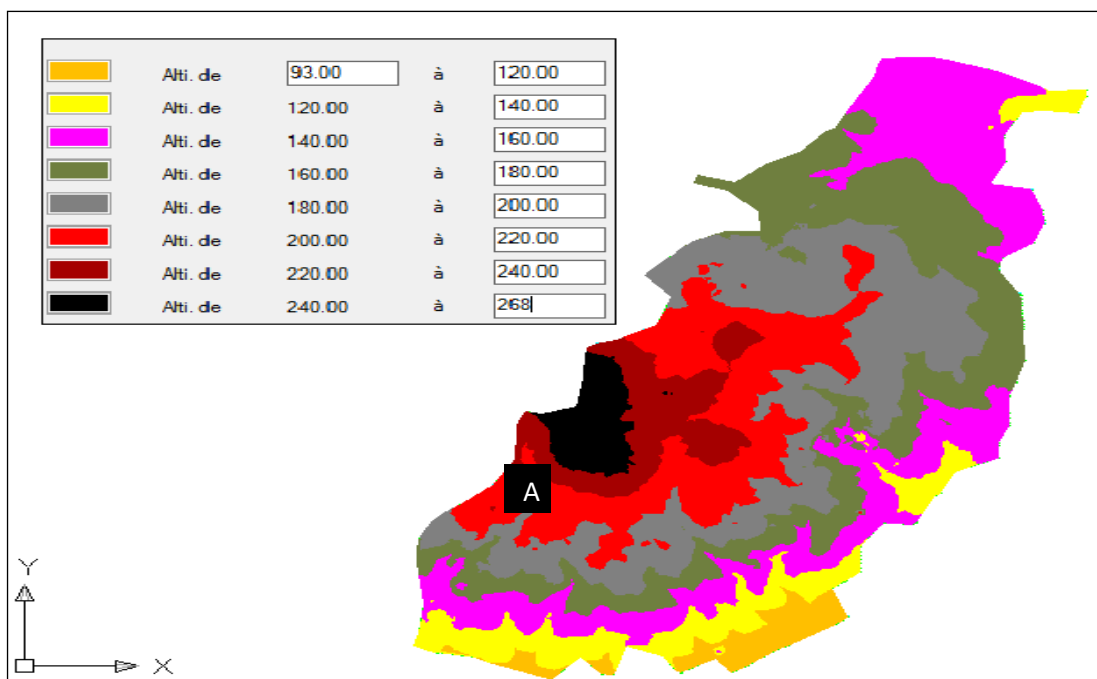 Alti. de 93.00 à 120.00
Alti. de 120.00 à 140.00
Alti. de 140.00 à 160.00
Alti. de 160.00 à 180.00
Alti. de 180.00 à 200.00
Alti. de 200.00 à 220.00
Alti. de 220.00 à 240.00
Alti. de 240.00 à 268
A
Y
X